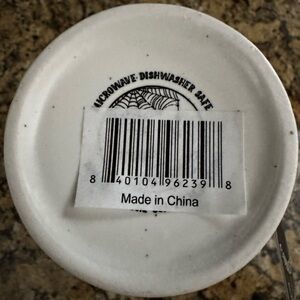 MICROWAVE · DISHWASHER SAFE
8 40104 96239 8
Made in China